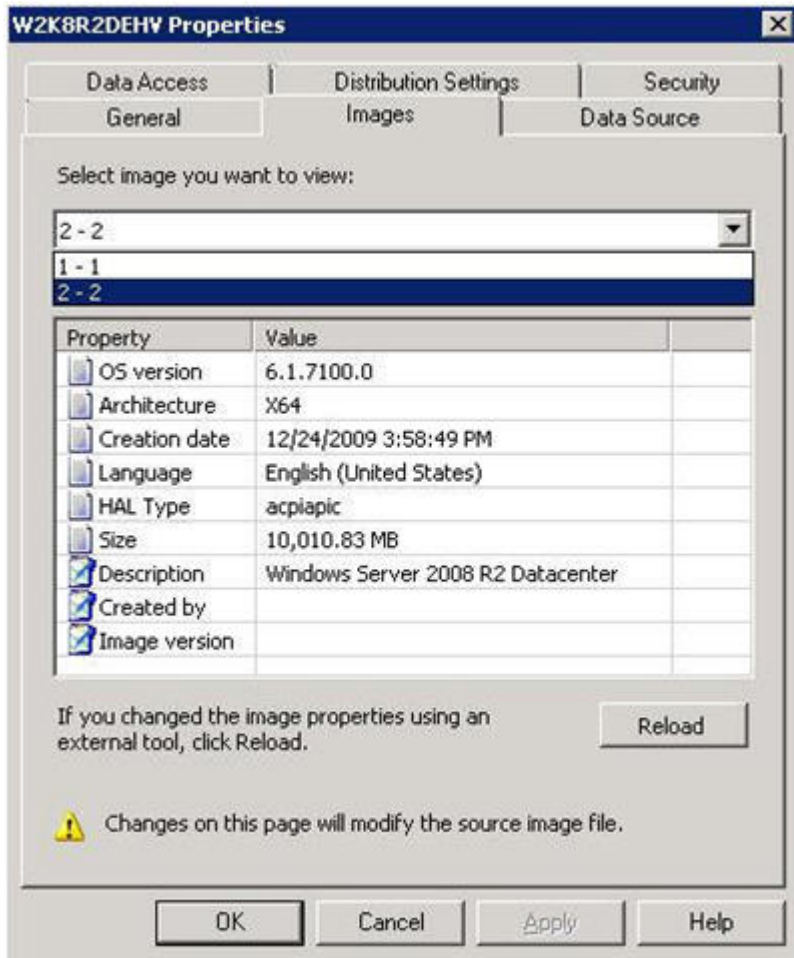 W2K8R2DEHV Properties
Data Access Distribution Settings Security
General Images Data Source
Select image you want to view:
2 - 2
1 - 1
2 - 2
Property Value
OS version 6.1.7100.0
Architecture X64
Creation date 12/24/2009 3:58:49 PM
Language English (United States)
HAL Type acpiapic
Size 10,010.83 MB
Description Windows Server 2008 R2 Datacenter
Created by
Image version
If you changed the image properties using an
external tool, click Reload.
Reload
Changes on this page will modify the source image file.
OK Cancel Apply Help